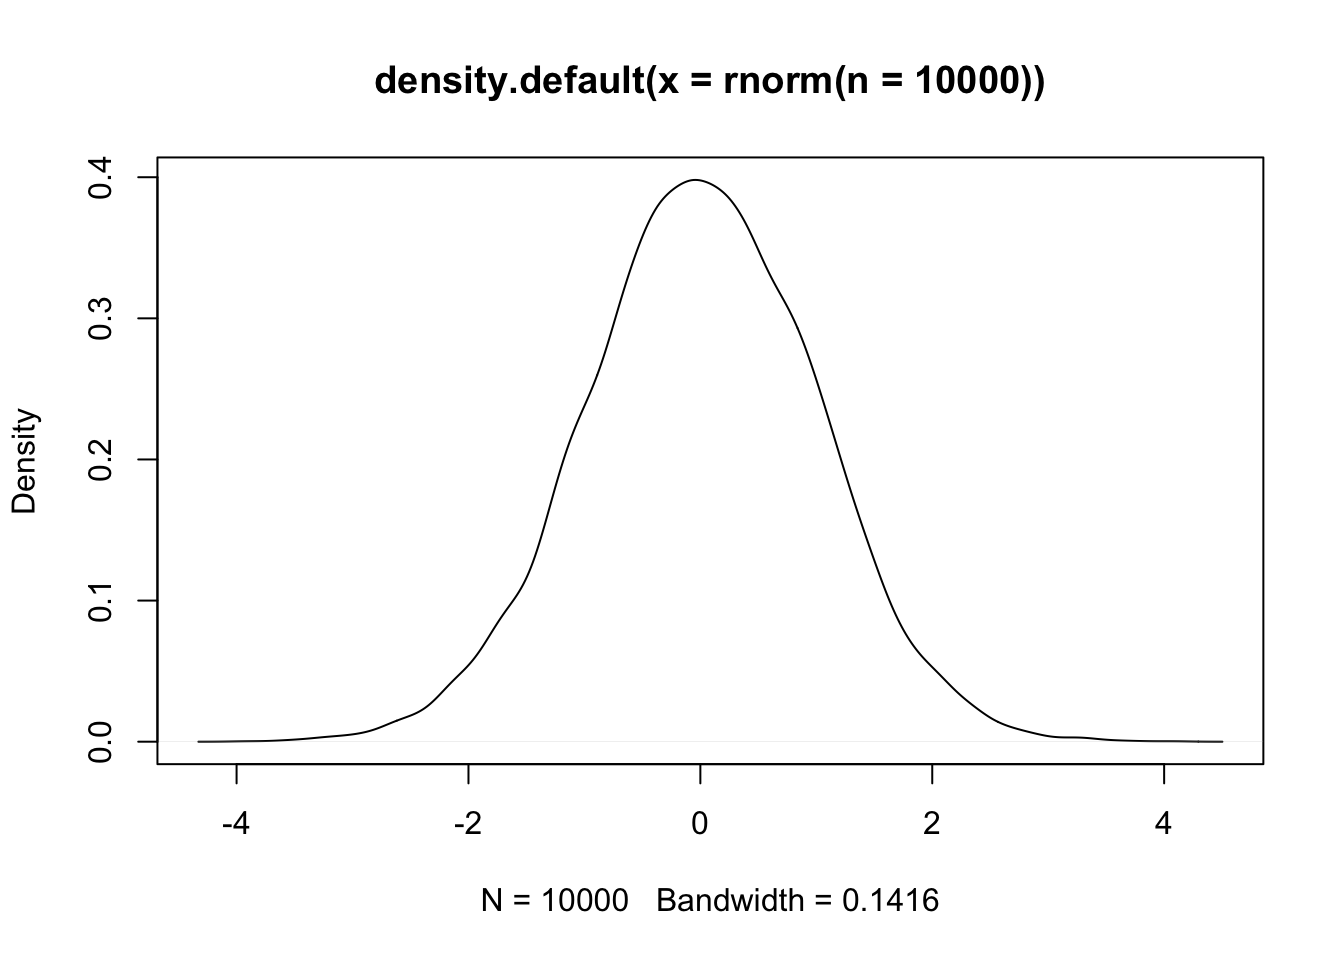 density.default(x = rnorm(n = 10000))
Density
0.4
0.3
0.2
0.1
0.0
-4 -2 0 2 4
N = 10000 Bandwidth = 0.1416